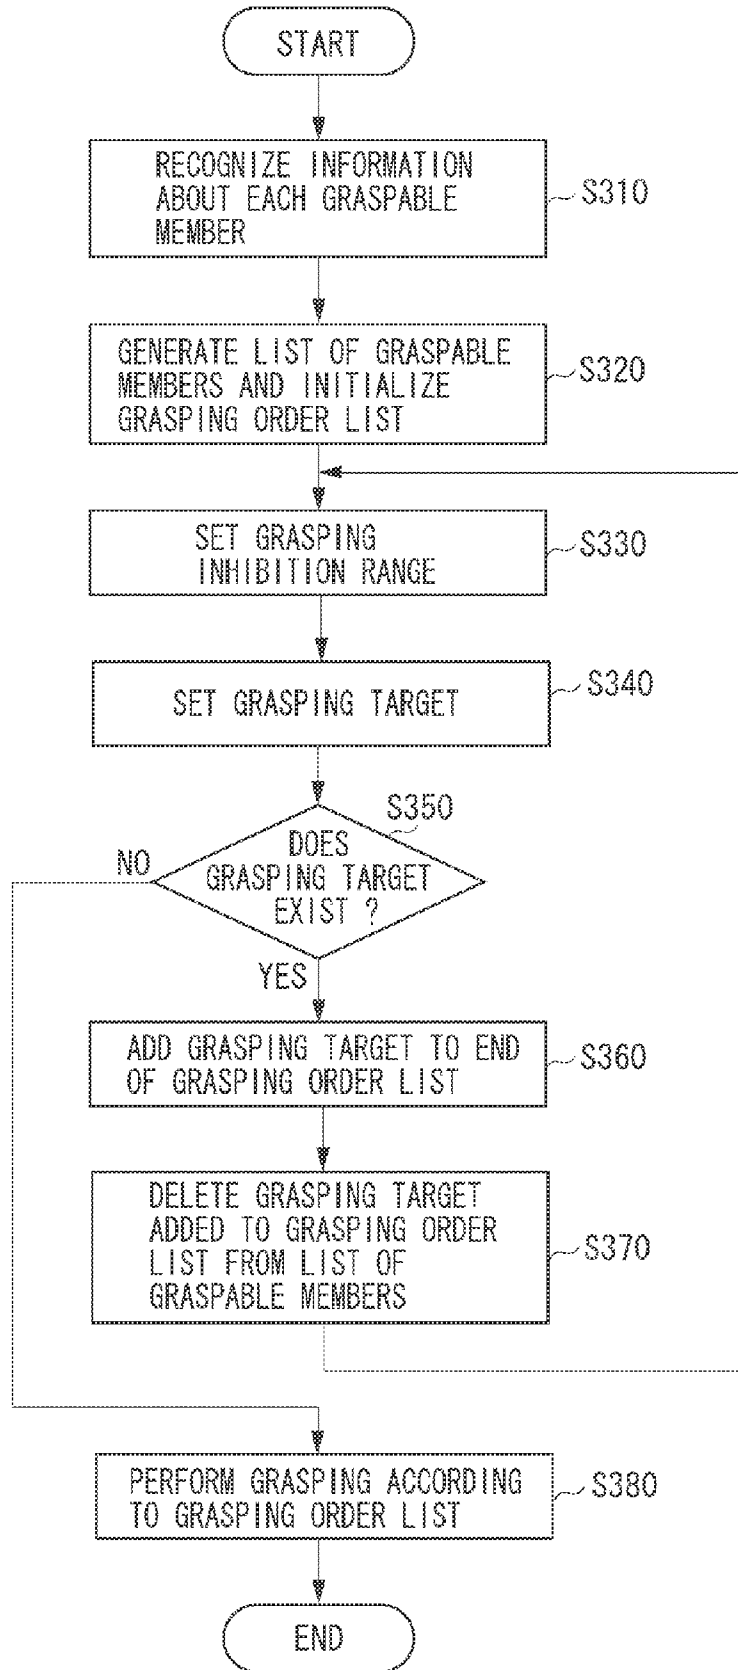 START
RECOGNIZE INFORMATION
ABOUT EACH GRASPABLE
MEMBER
S310
GENERATE LIST OF GRASPABLE
MEMBERS AND INITIALIZE
GRASPING ORDER LIST
S320
SET GRASPING
INHIBITION RANGE
S330
SET GRASPING TARGET
S340
S350
DOES
GRASPING TARGET
EXIST ?
NO
YES
ADD GRASPING TARGET TO END
OF GRASPING ORDER LIST
S360
DELETE GRASPING TARGET
ADDED TO GRASPING ORDER
LIST FROM LIST OF
GRASPABLE MEMBERS
S370
PERFORM GRASPING ACCORDING
TO GRASPING ORDER LIST
S380
END